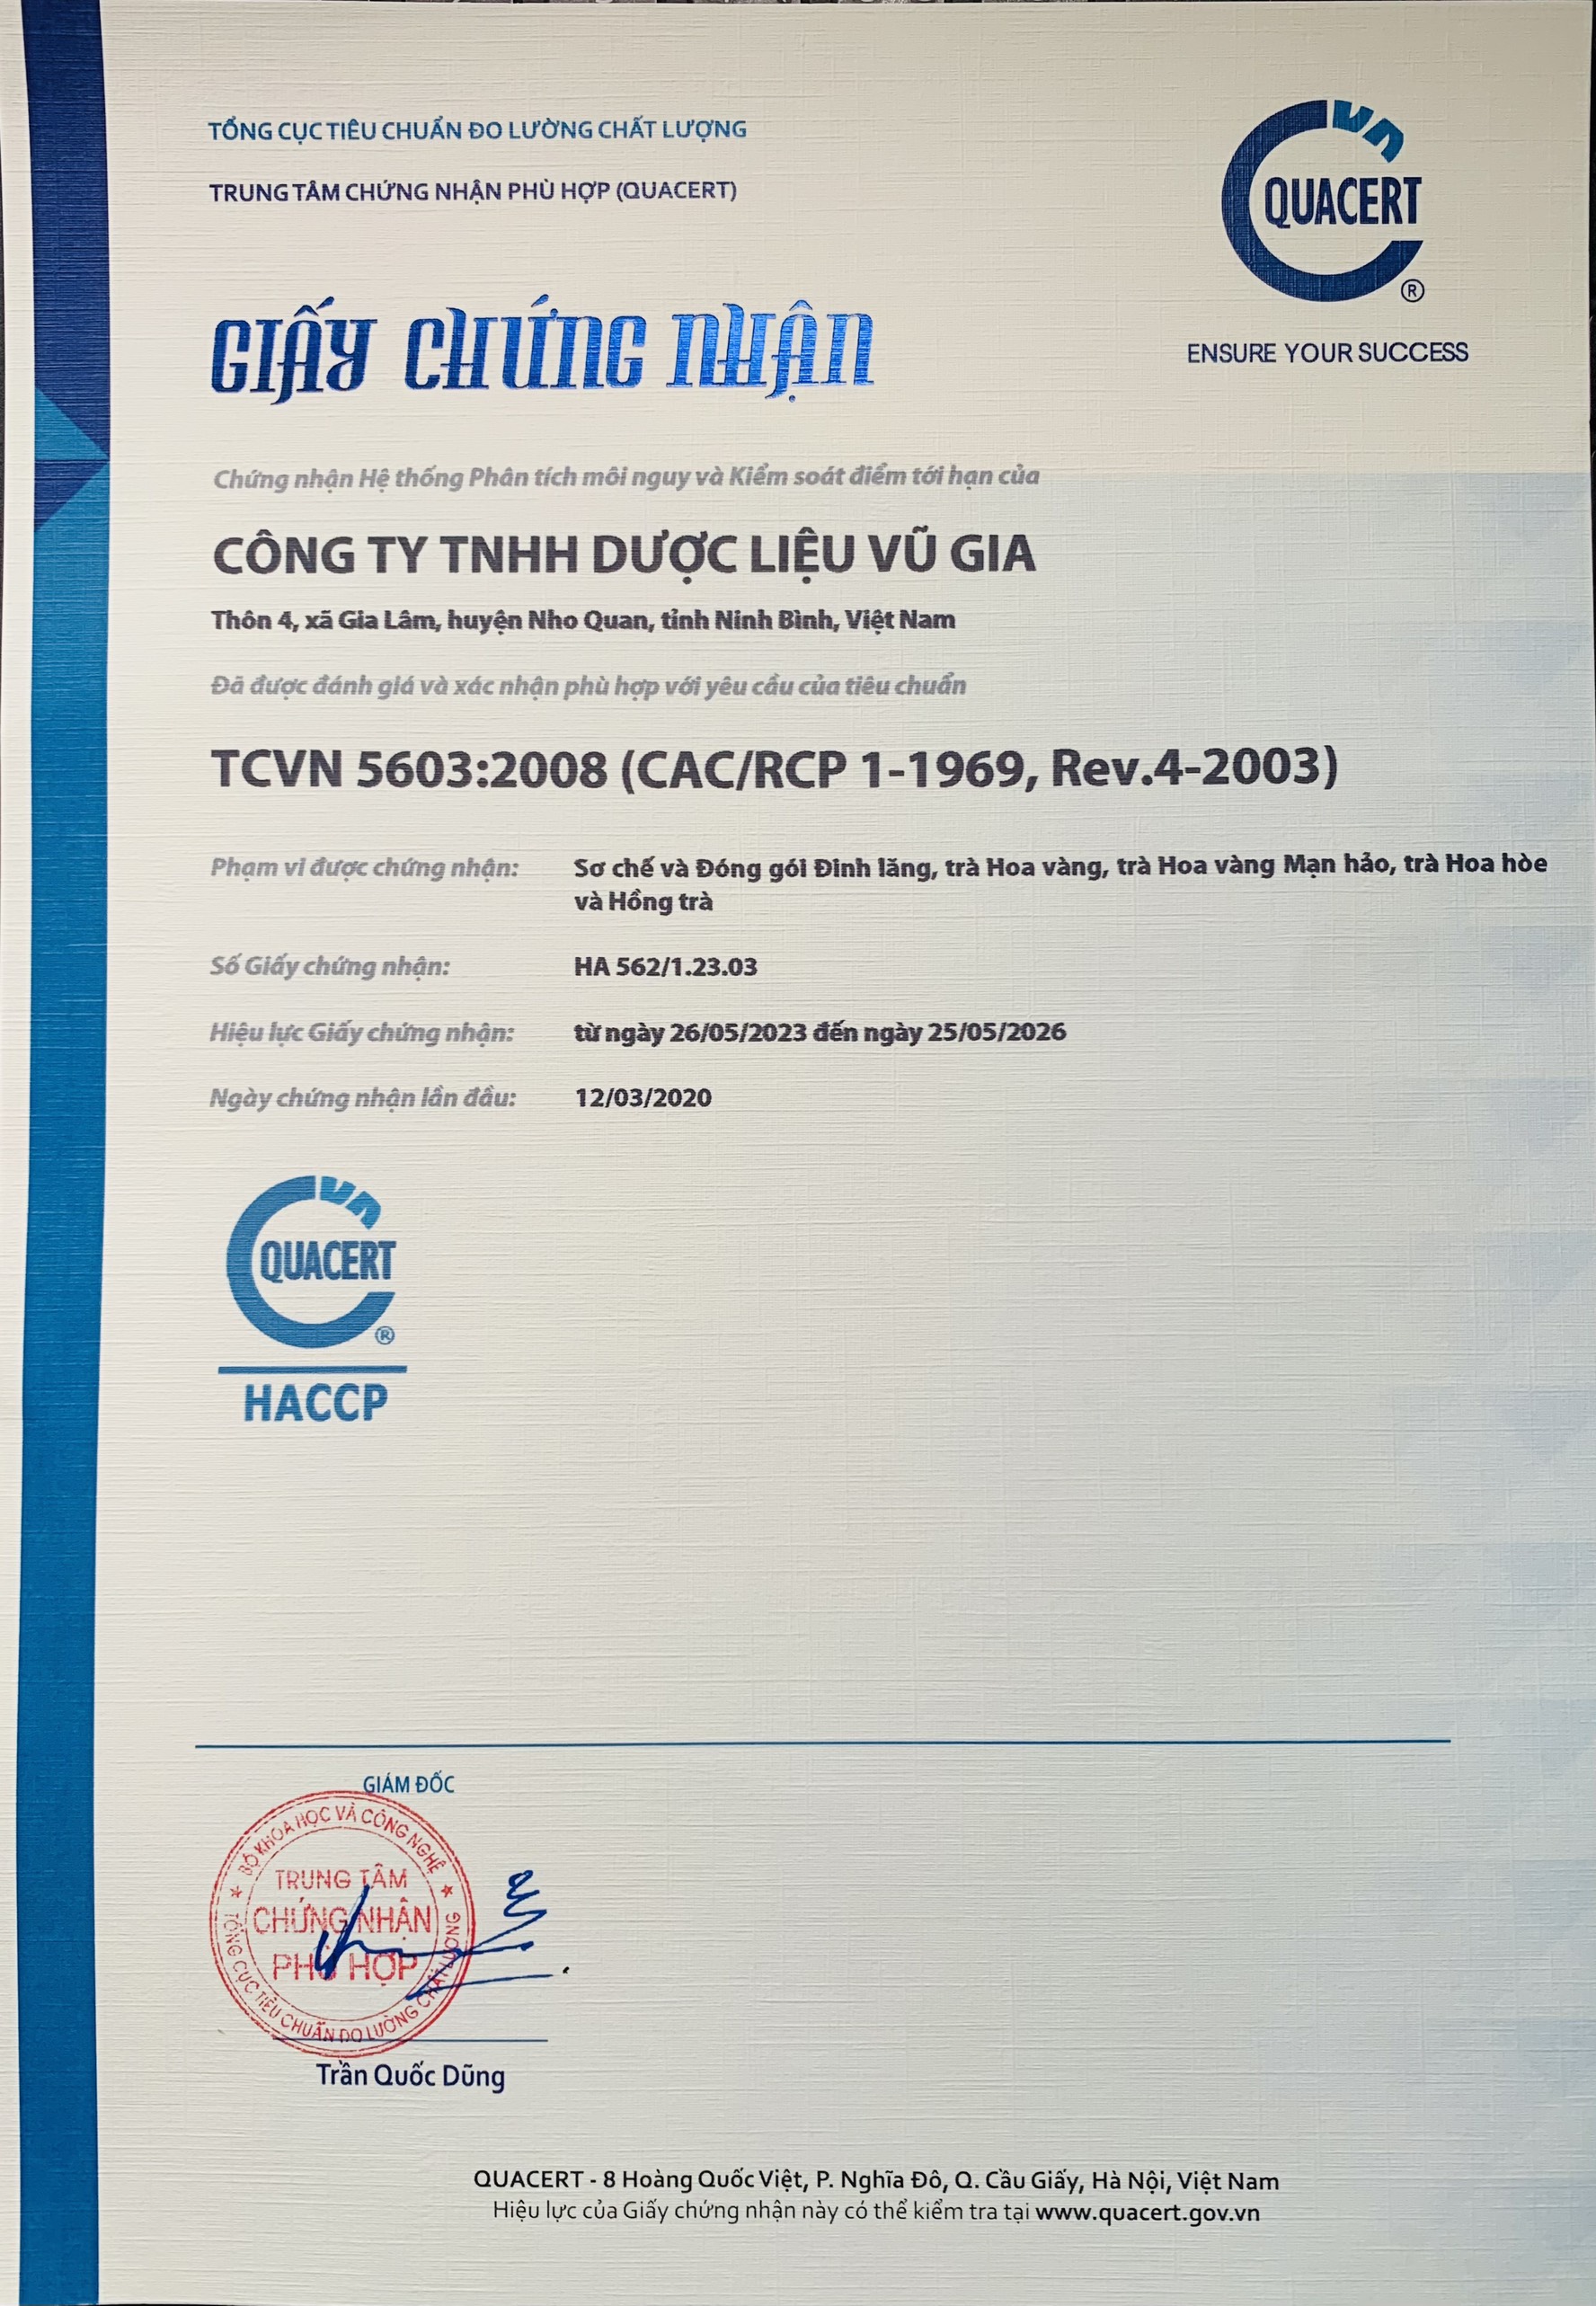 TỔNG CỤC TIÊU CHUẨN ĐO LƯỜNG CHẤT LƯỢNG
TRUNG TÂM CHỨNG NHẬN PHÙ HỢP (QUACERT)
vn
QUACERT
®
ENSURE YOUR SUCCESS
GIẤY CHỨNG NHẬN
Chứng nhận Hệ thống Phân tích môi nguy và Kiểm soát điểm tới hạn của
CÔNG TY TNHH DƯỢC LIỆU VŨ GIA
Thôn 4, xã Gia Lâm, huyện Nho Quan, tỉnh Ninh Bình, Việt Nam
Đã được đánh giá và xác nhận phù hợp với yêu cầu của tiêu chuẩn
TCVN 5603:2008 (CAC/RCP 1-1969, Rev.4-2003)
Phạm vi được chứng nhận: Sơ chế và Đóng gói Đinh lăng, trà Hoa vàng, trà Hoa vàng Mạn hảo, trà Hoa hòe
và Hồng trà
Số Giấy chứng nhận: HA 562/1.23.03
Hiệu lực Giấy chứng nhận: từ ngày 26/05/2023 đến ngày 25/05/2026
Ngày chứng nhận lần đầu: 12/03/2020
vn
QUACERT
®
HACCP
GIÁM ĐỐC
BỘ KHOA HỌC VÀ CÔNG NGHỆ
TRUNG TÂM
CHỨNG NHẬN
PHÙ HỢP
TỔNG CỤC TIÊU CHUẨN ĐO LƯỜNG CHẤT LƯỢNG
Trần Quốc Dũng
QUACERT - 8 Hoàng Quốc Việt, P. Nghĩa Đô, Q. Cầu Giấy, Hà Nội, Việt Nam
Hiệu lực của Giấy chứng nhận này có thể kiểm tra tại www.quacert.gov.vn